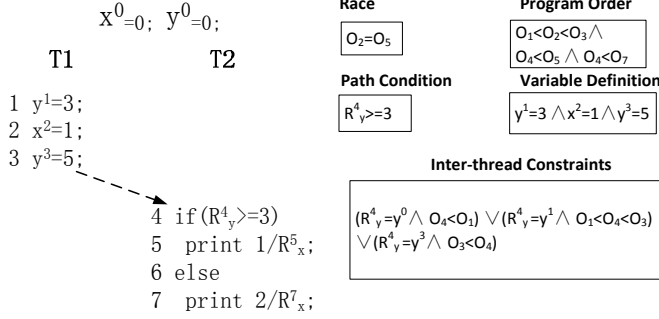 x⁰=0; y⁰=0;
T1 T2
1 y¹=3;
2 x²=1;
3 y³=5;
4 if(R⁴y>=3)
5 print 1/R⁵x;
6 else
7 print 2/R⁷x;
Race
O₂=O₅
Program Order
O₁<O₂<O₃∧
O₄<O₅ ∧ O₄<O₇
Path Condition
R⁴y>=3
Variable Definition
y¹=3 ∧x²=1∧y³=5
Inter-thread Constraints
(R⁴y=y⁰∧ O₄<O₁) ∨(R⁴y=y¹∧ O₁<O₄<O₃)
∨(R⁴y=y³∧ O₃<O₄)